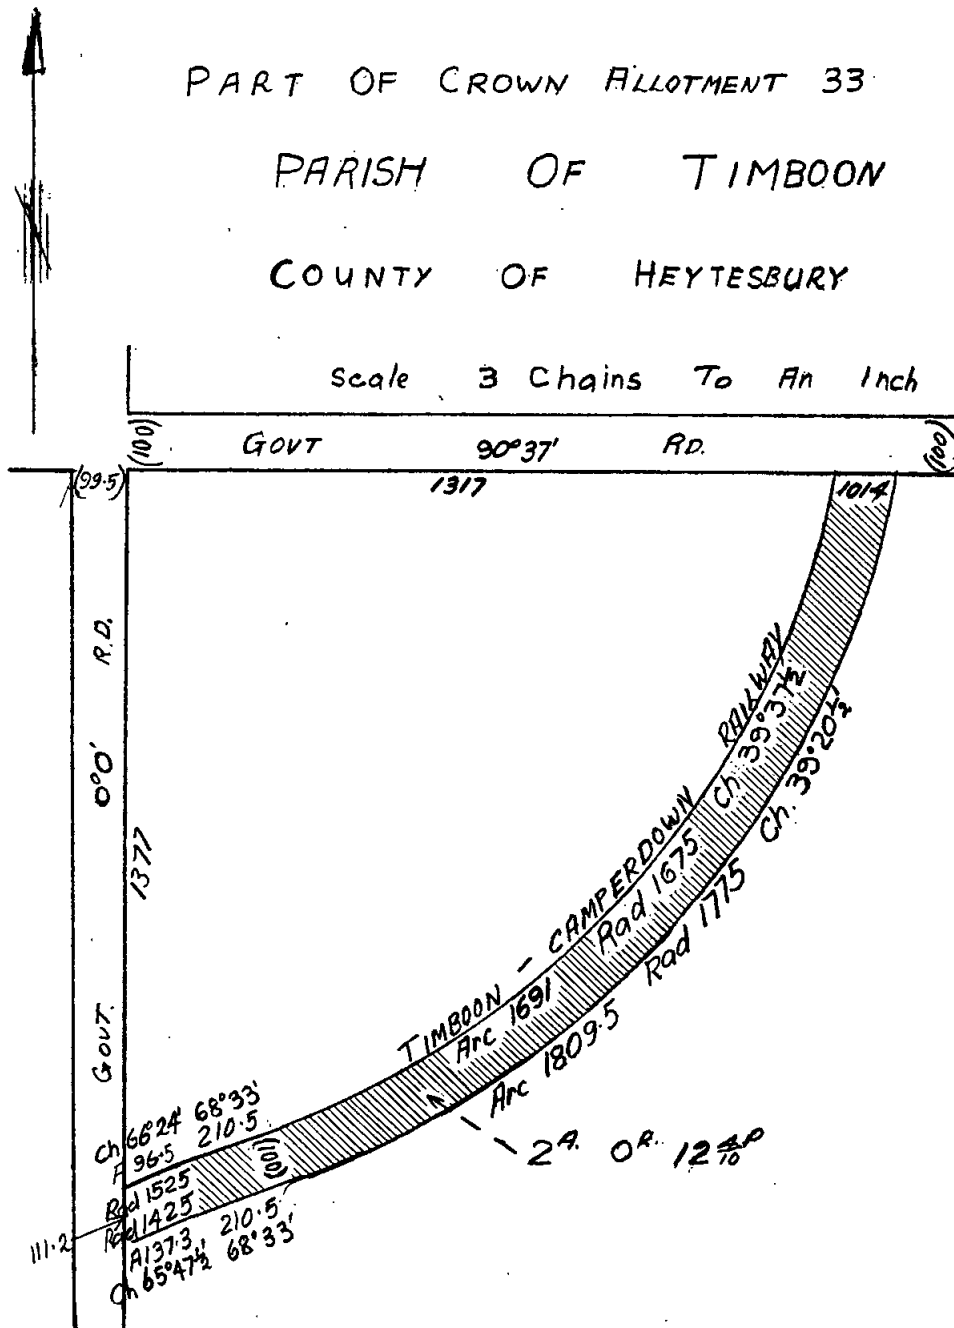 PART OF CROWN ALLOTMENT 33
PARISH OF TIMBOON
COUNTY OF HEYTESBURY
Scale 3 Chains To An Inch
(100)
GOVT 90°37' RD.
(100)
(99.5)
1317
1014
GOVT. 0°0' RD.
1377
TIMBOON - CAMPERDOWN RAILWAY
Arc 1691 Rad 1675 Ch 39°37½'
Arc 1809.5 Rad 1775 Ch. 39°20½'
Ch 66°24' 68°33'
96.5 210.5
(100)
Rad 1525
Rad 1425
111.2
A137.3 210.5
Ch 65°47½' 68°33'
2A. 0R. 12 4/10 P